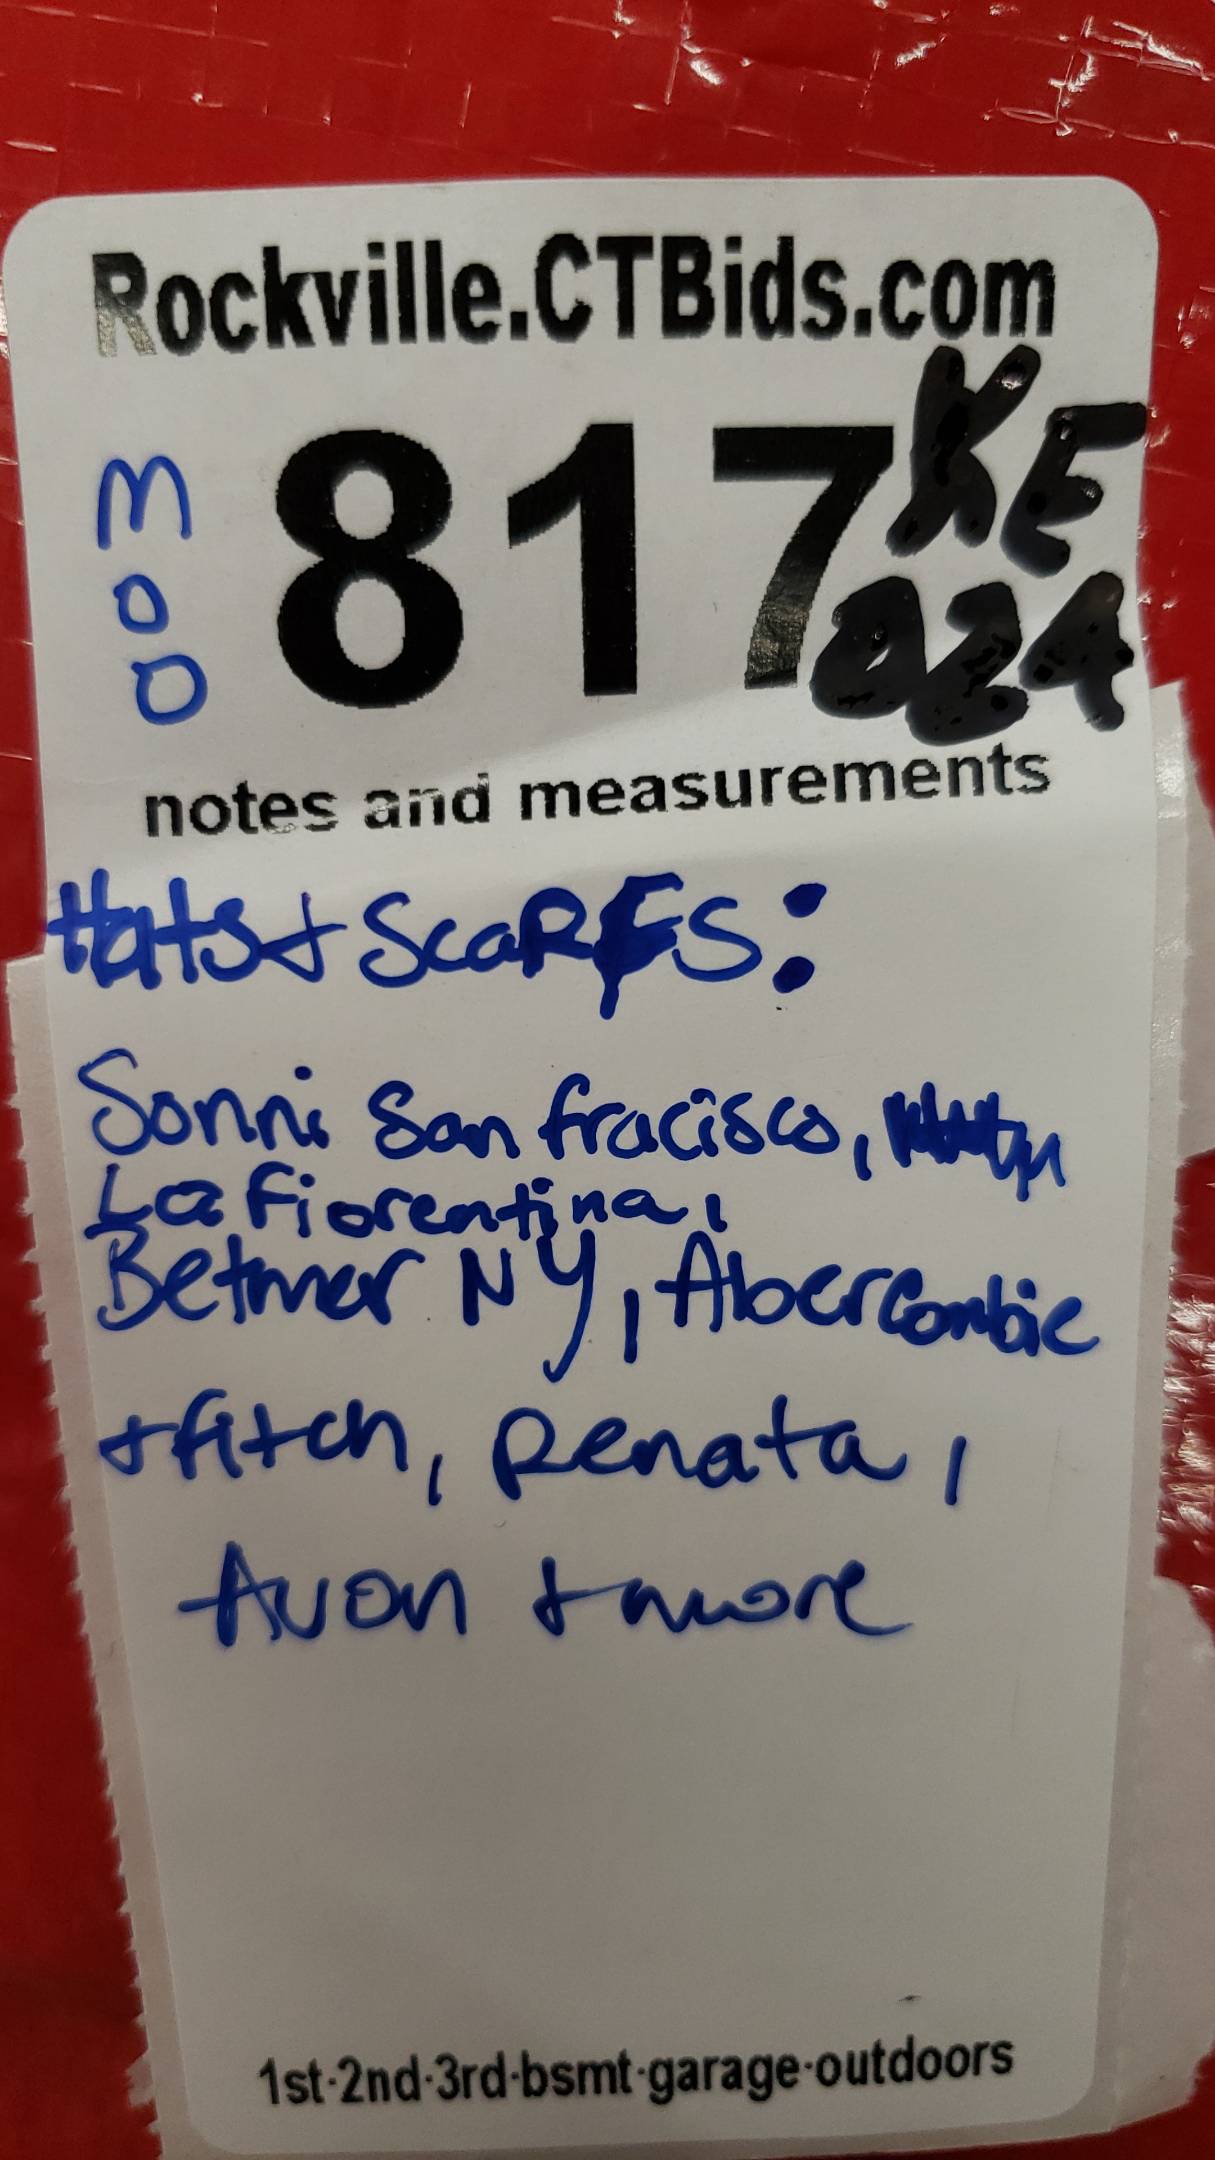 Rockville.CTBids.com
M
O
O
817
KE
024
notes and measurements
Hats + Scarfs:
Sonni San Fracisco,
La Fiorentina,
Betmar NY, Abercombie
+ fitch, Renata,
Avon + more
1st·2nd·3rd·bsmt·garage·outdoors